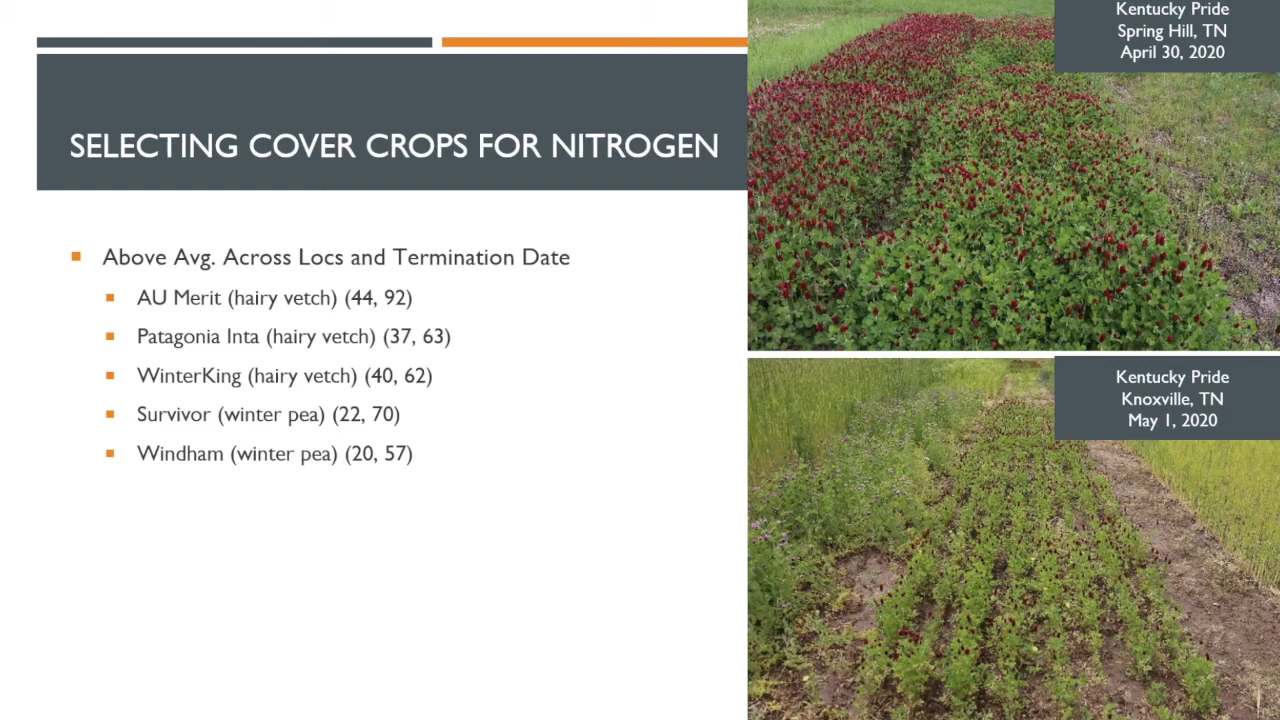 SELECTING COVER CROPS FOR NITROGEN
Above Avg. Across Locs and Termination Date
AU Merit (hairy vetch) (44, 92)
Patagonia Inta (hairy vetch) (37, 63)
WinterKing (hairy vetch) (40, 62)
Survivor (winter pea) (22, 70)
Windham (winter pea) (20, 57)
Kentucky Pride
Spring Hill, TN
April 30, 2020
Kentucky Pride
Knoxville, TN
May 1, 2020